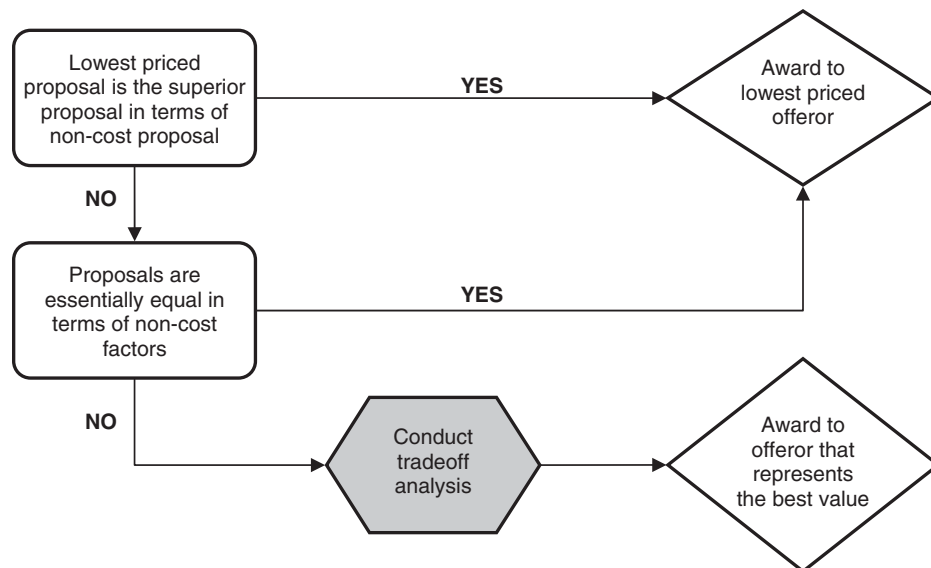 Lowest priced
proposal is the superior
proposal in terms of
non-cost proposal
YES
Award to
lowest priced
offeror
NO
Proposals are
essentially equal in
terms of non-cost
factors
YES
NO
Conduct
tradeoff
analysis
Award to
offeror that
represents
the best value